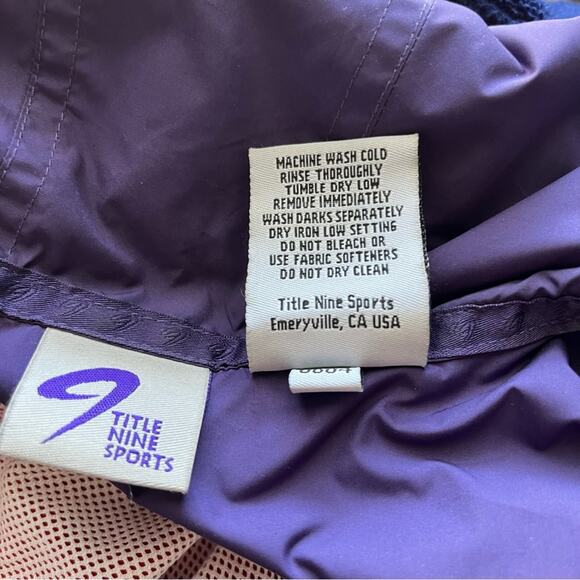 MACHINE WASH COLD
RINSE THOROUGHLY
TUMBLE DRY LOW
REMOVE IMMEDIATELY
WASH DARKS SEPARATELY
DRY IRON LOW SETTING
DO NOT BLEACH OR
USE FABRIC SOFTENERS
DO NOT DRY CLEAN
Title Nine Sports
Emeryville, CA USA
9 TITLE
NINE
SPORTS